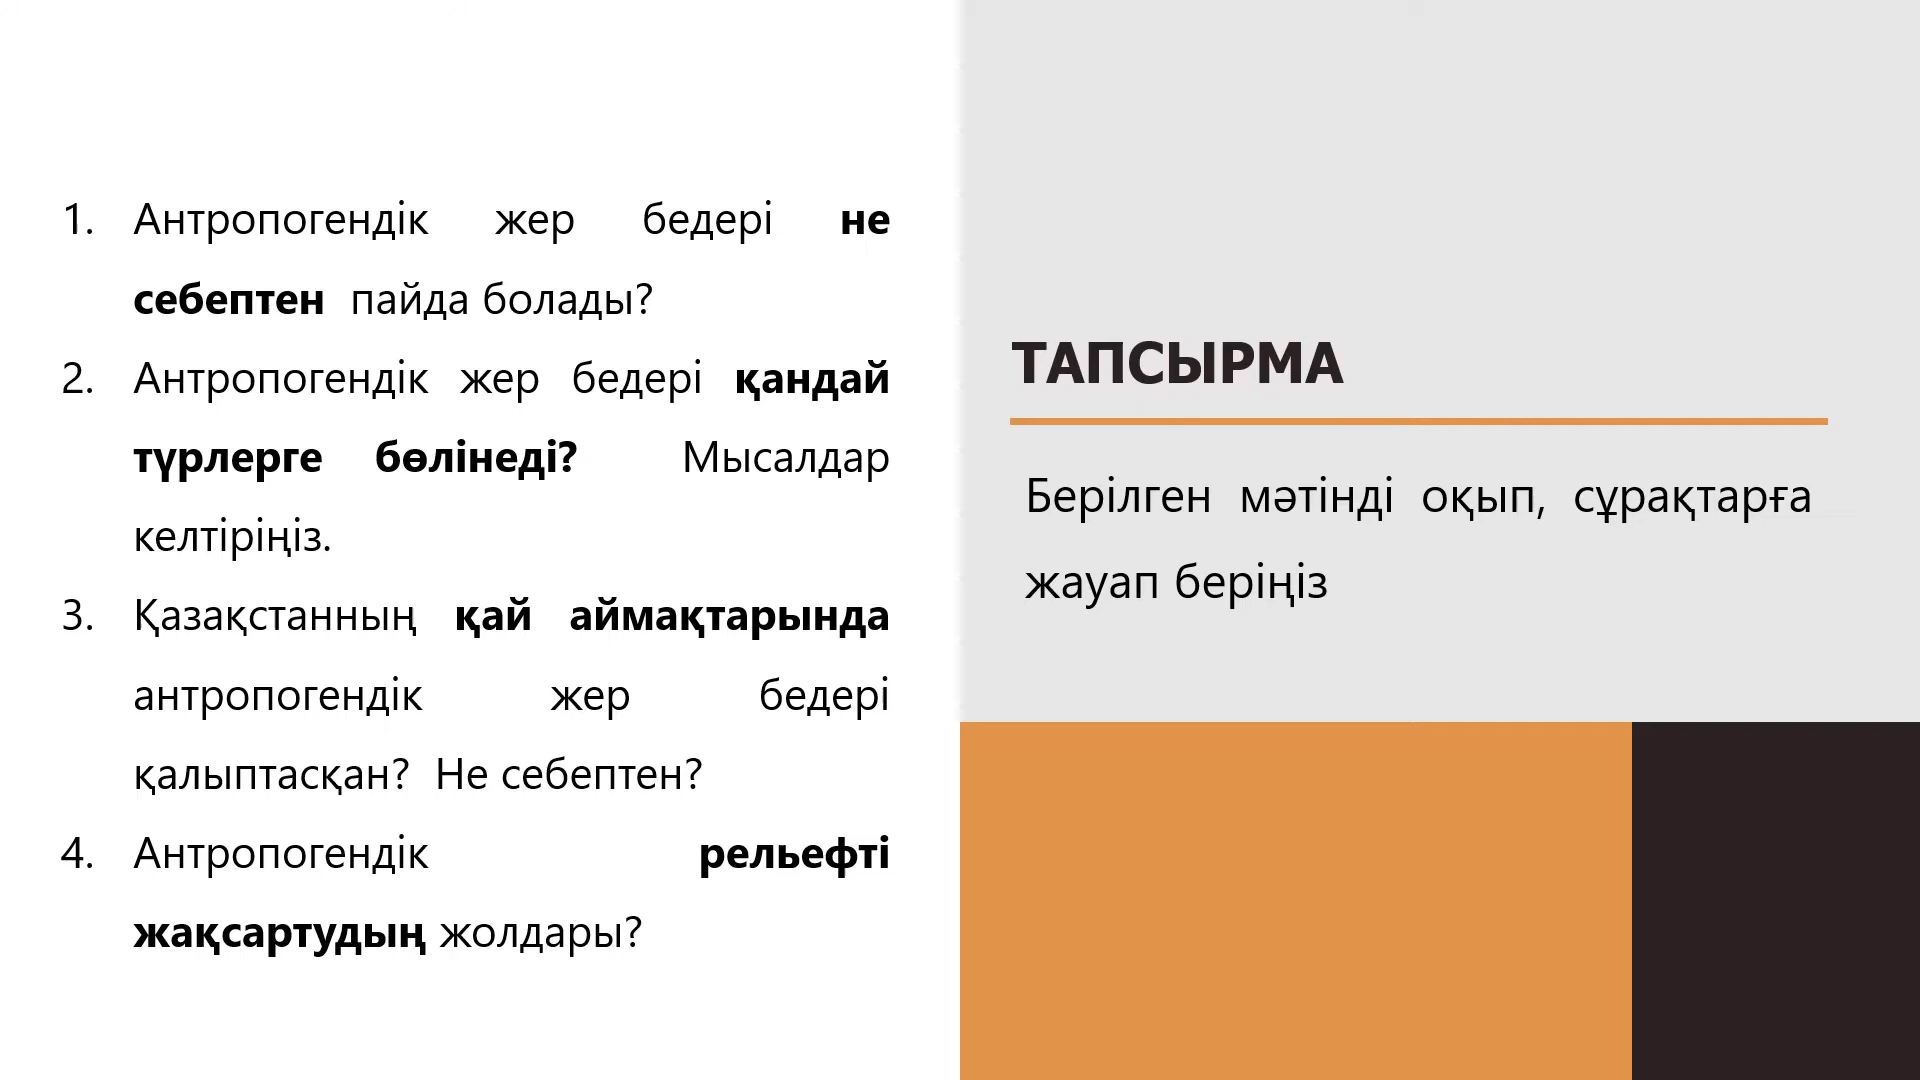 1. Антропогендік жер бедері не
себептен пайда болады?
2. Антропогендік жер бедері қандай
түрлерге бөлінеді? Мысалдар
келтіріңіз.
3. Қазақстанның қай аймақтарында
антропогендік жер бедері
қалыптасқан? Не себептен?
4. Антропогендік рельефті
жақсартудың жолдары?
ТАПСЫРМА
Берілген мәтінді оқып, сұрақтарға
жауап беріңіз